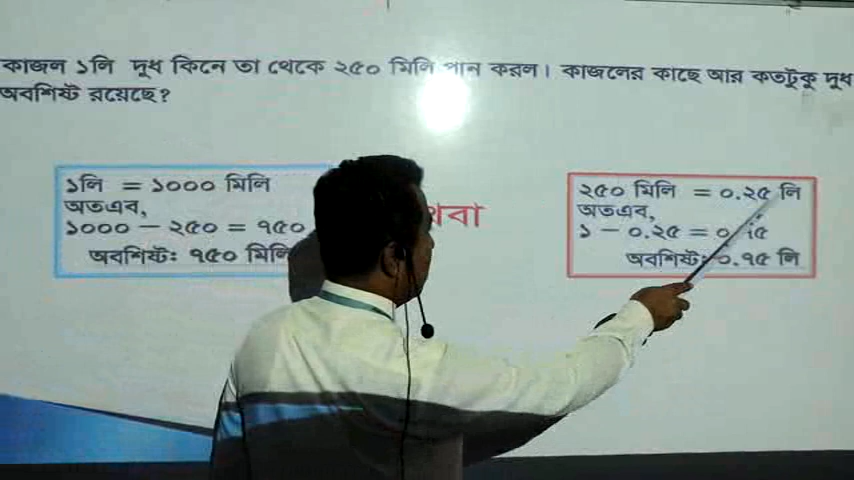 কাজল ১লি দুধ কিনে তা থেকে ২৫০ মিলি পান করল। কাজলের কাছে আর কতটুকু দুধ
অবশিষ্ট রয়েছে?
১লি = ১০০০ মিলি
অতএব,
১০০০ – ২৫০ = ৭৫০
অবশিষ্টঃ ৭৫০ মিলি
২৫০ মিলি = ০.২৫ লি
অতএব,
১ – ০.২৫ =
অবশিষ্টঃ ০.৭৫ লি